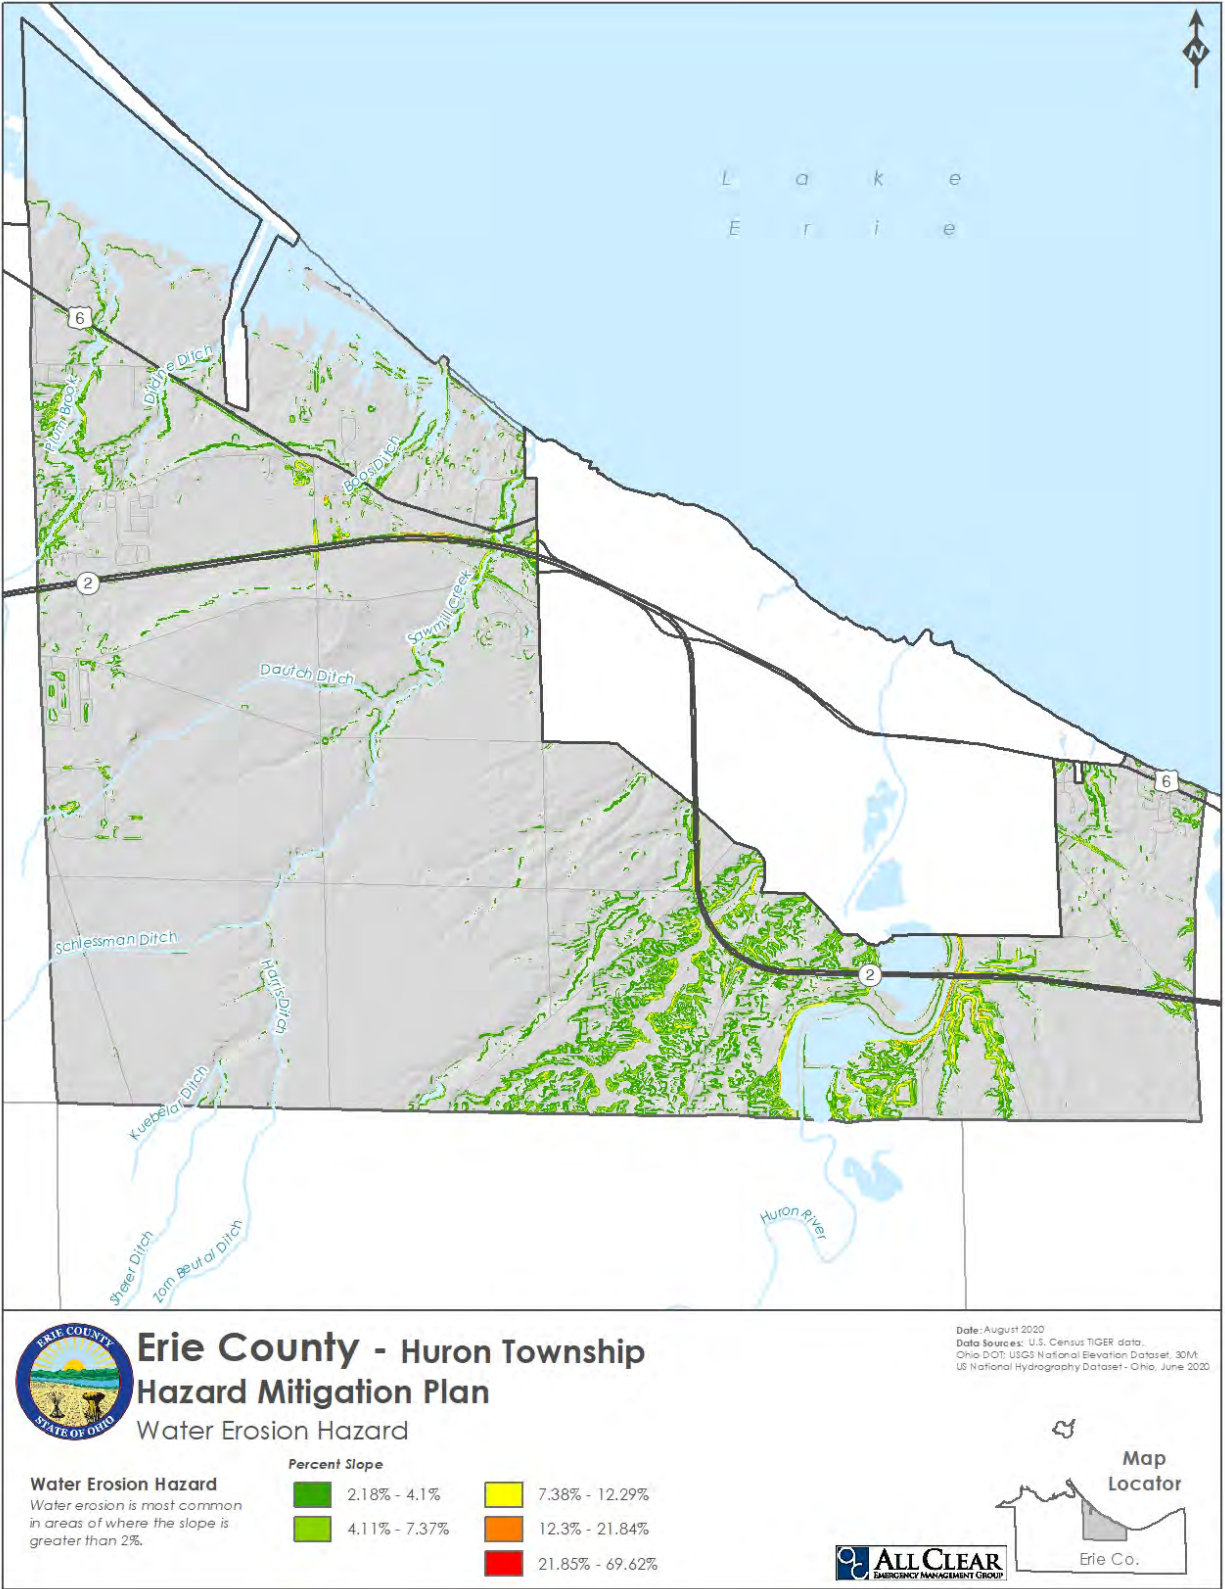 N
L a k e
E r i e
6
Dildine Ditch
Plum Brook
Boos Ditch
2
Sawmill Creek
Dautch Ditch
6
Schlessman Ditch
Harris Ditch
2
Kuebelar Ditch
Huron River
Sherer Ditch
Zorn Beutal Ditch
ERIE COUNTY
STATE OF OHIO
Erie County - Huron Township
Hazard Mitigation Plan
Water Erosion Hazard
Date: August 2020
Data Sources: U.S. Census TIGER data,
Ohio DOT; USGS National Elevation Dataset, 30M;
US National Hydrography Dataset - Ohio, June 2020
Water Erosion Hazard
Water erosion is most common
in areas of where the slope is
greater than 2%.
Percent Slope
2.18% - 4.1%
4.11% - 7.37%
7.38% - 12.29%
12.3% - 21.84%
21.85% - 69.62%
ALL CLEAR
EMERGENCY MANAGEMENT GROUP
Map
Locator
Erie Co.